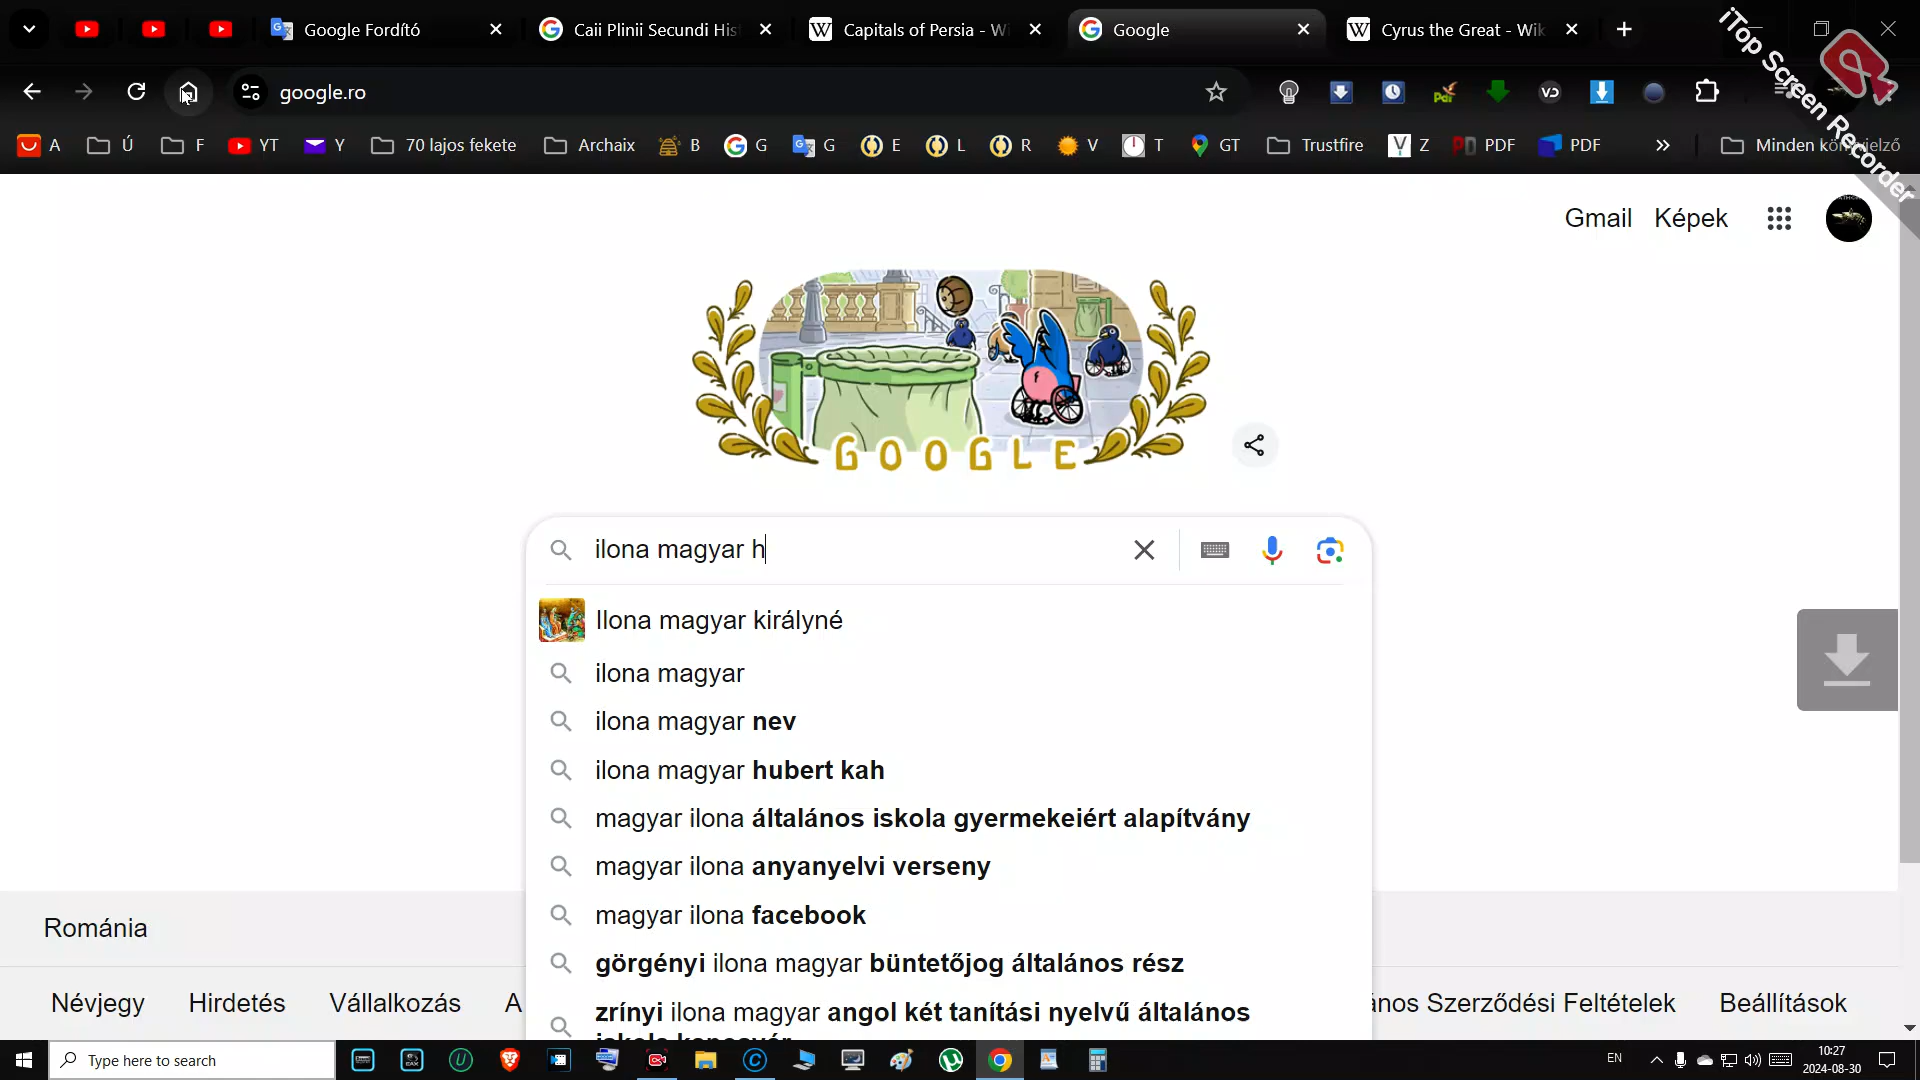 Google Fordító
Caii Plinii Secundi His
Capitals of Persia - Wi
Google
Cyrus the Great - Wik
iTop Screen Recorder
google.ro
A
Ú
F
YT
Y
70 lajos fekete
Archaix
B
G
G
E
L
R
V
T
GT
Trustfire
Z
PDF
PDF
Minden könyvjelző
Gmail
Képek
GOOGLE
ilona magyar h
Ilona magyar királyné
ilona magyar
ilona magyar nev
ilona magyar hubert kah
magyar ilona általános iskola gyermekeiért alapítvány
magyar ilona anyanyelvi verseny
magyar ilona facebook
görgényi ilona magyar büntetőjog általános rész
zrínyi ilona magyar angol két tanítási nyelvű általános
iskola kaposvár
Románia
Névjegy
Hirdetés
Vállalkozás
A
ános Szerződési Feltételek
Beállítások
Type here to search
EN
10:27
2024-08-30